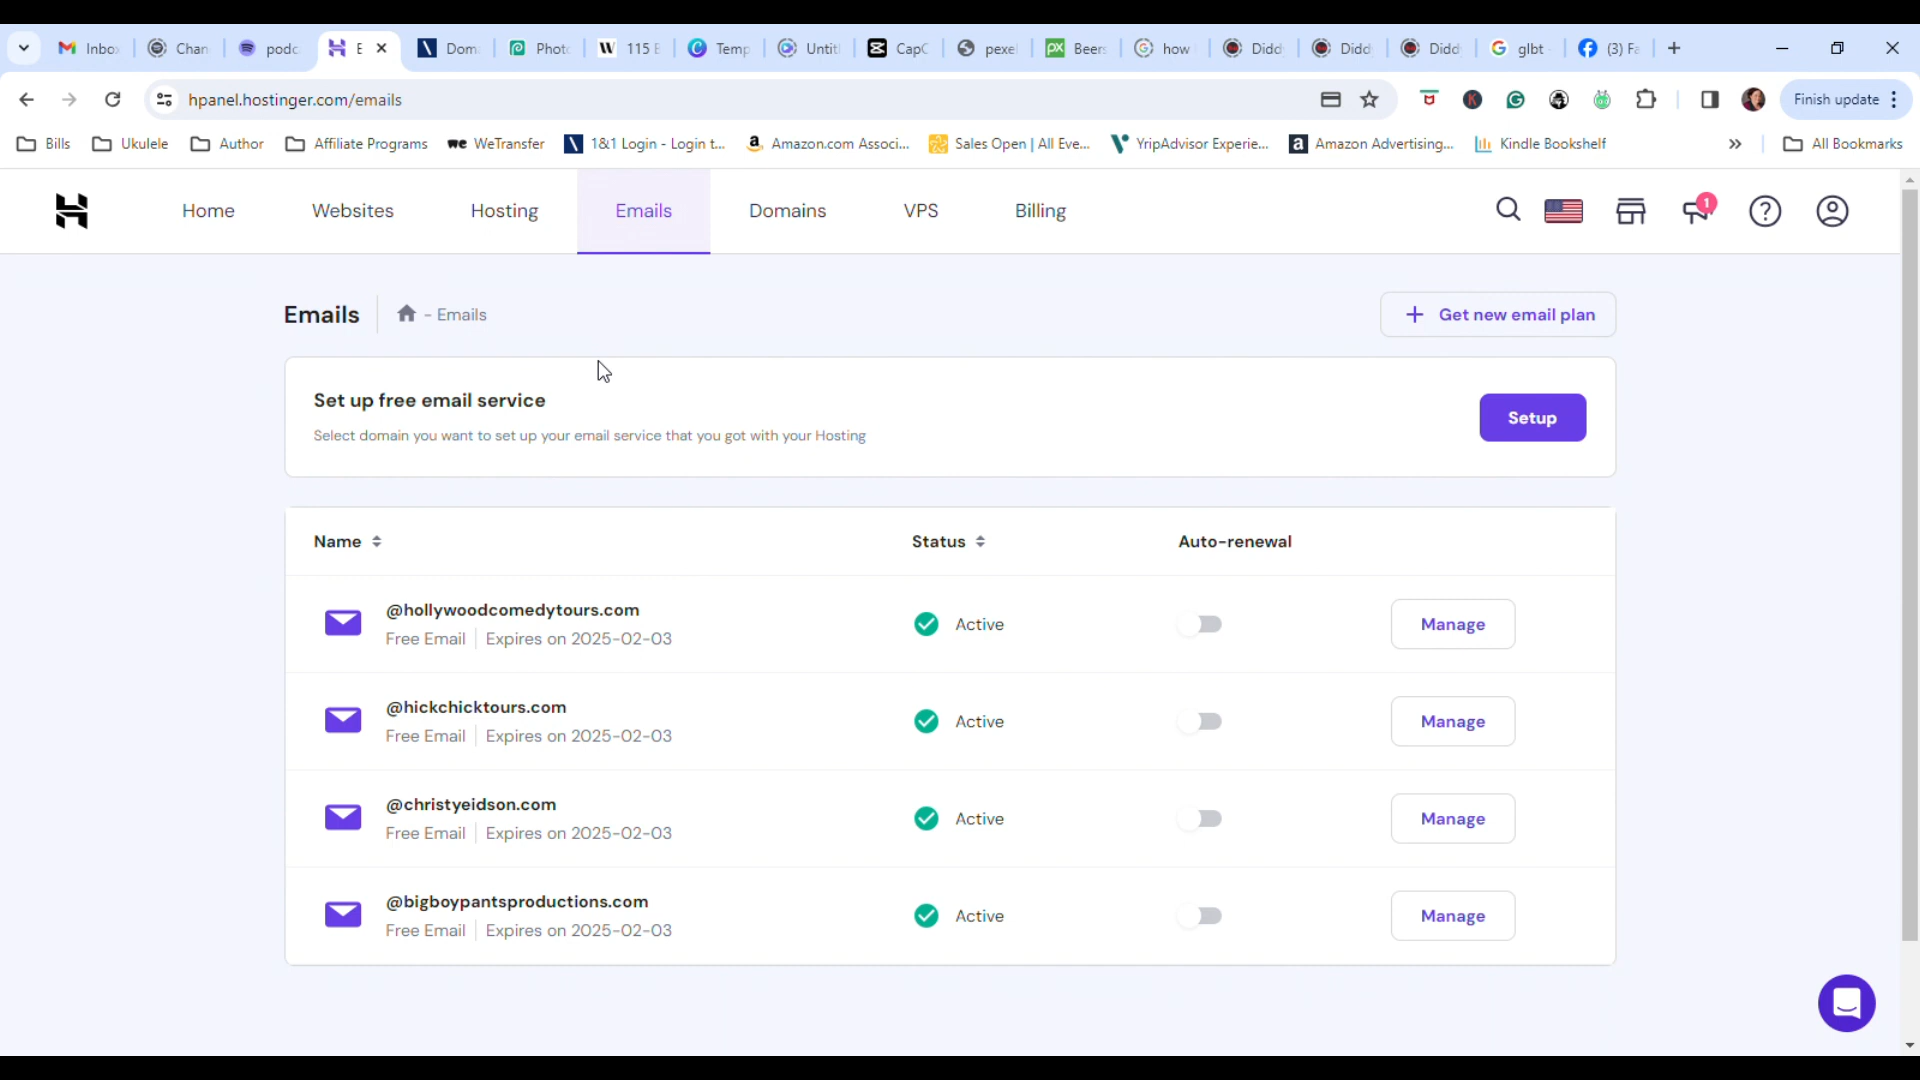 Inbo
Chan
podc
E
Dom
Phot
W 115 E
Temp
Untit
CapC
pexe
PX Beers
how
Didd
Didd
Didd
glbt
(3) Fa
hpanel.hostinger.com/emails
Finish update
Bills
Ukulele
Author
Affiliate Programs
we WeTransfer
1&1 Login - Login t...
Amazon.com Associ...
Sales Open | All Eve...
YripAdvisor Experie...
Amazon Advertising...
Kindle Bookshelf
»
All Bookmarks
Home
Websites
Hosting
Emails
Domains
VPS
Billing
1
Emails
- Emails
+ Get new email plan
Set up free email service
Select domain you want to set up your email service that you got with your Hosting
Setup
Name
Status
Auto-renewal
@hollywoodcomedytours.com
Free Email
Expires on 2025-02-03
Active
Manage
@hickchicktours.com
Free Email
Expires on 2025-02-03
Active
Manage
@christyeidson.com
Free Email
Expires on 2025-02-03
Active
Manage
@bigboypantsproductions.com
Free Email
Expires on 2025-02-03
Active
Manage